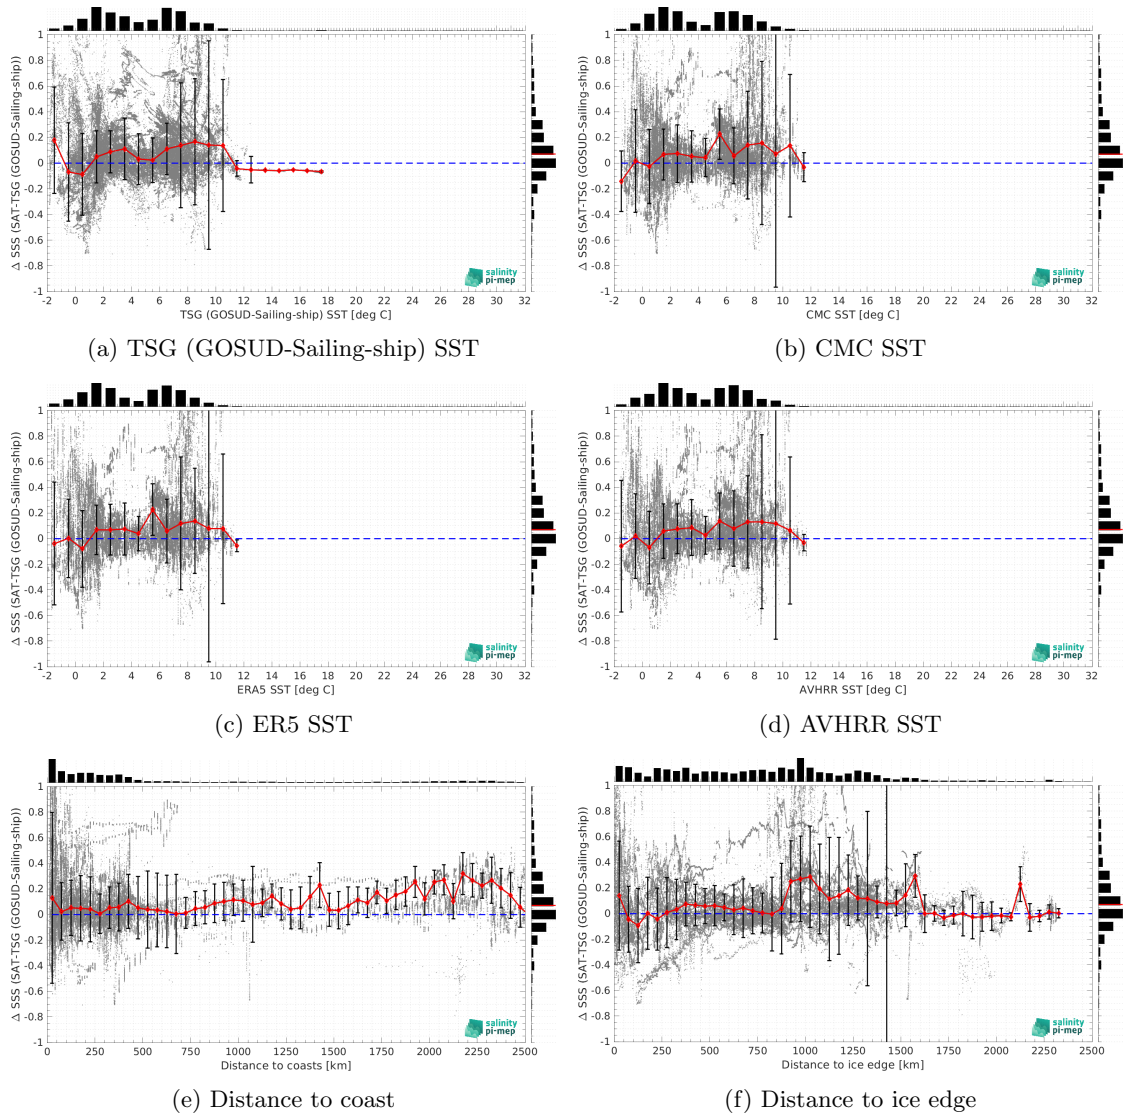 1
0.8
0.6
0.4
0.2
0
-0.2
-0.4
-0.6
-0.8
-1
Δ SSS (SAT-TSG (GOSUD-Sailing-ship))
salinity
pi-mep
-2 0 2 4 6 8 10 12 14 16 18 20 22 24 26 28 30 32
TSG (GOSUD-Sailing-ship) SST [deg C]
(a) TSG (GOSUD-Sailing-ship) SST
1
0.8
0.6
0.4
0.2
0
-0.2
-0.4
-0.6
-0.8
-1
Δ SSS (SAT-TSG (GOSUD-Sailing-ship))
salinity
pi-mep
-2 0 2 4 6 8 10 12 14 16 18 20 22 24 26 28 30 32
CMC SST [deg C]
(b) CMC SST
1
0.8
0.6
0.4
0.2
0
-0.2
-0.4
-0.6
-0.8
-1
Δ SSS (SAT-TSG (GOSUD-Sailing-ship))
salinity
pi-mep
-2 0 2 4 6 8 10 12 14 16 18 20 22 24 26 28 30 32
ERA5 SST [deg C]
(c) ER5 SST
1
0.8
0.6
0.4
0.2
0
-0.2
-0.4
-0.6
-0.8
-1
Δ SSS (SAT-TSG (GOSUD-Sailing-ship))
salinity
pi-mep
-2 0 2 4 6 8 10 12 14 16 18 20 22 24 26 28 30 32
AVHRR SST [deg C]
(d) AVHRR SST
1
0.8
0.6
0.4
0.2
0
-0.2
-0.4
-0.6
-0.8
-1
Δ SSS (SAT-TSG (GOSUD-Sailing-ship))
salinity
pi-mep
0 250 500 750 1000 1250 1500 1750 2000 2250 2500
Distance to coasts [km]
(e) Distance to coast
1
0.8
0.6
0.4
0.2
0
-0.2
-0.4
-0.6
-0.8
-1
Δ SSS (SAT-TSG (GOSUD-Sailing-ship))
salinity
pi-mep
0 250 500 750 1000 1250 1500 1750 2000 2250 2500
Distance to ice edge [km]
(f) Distance to ice edge